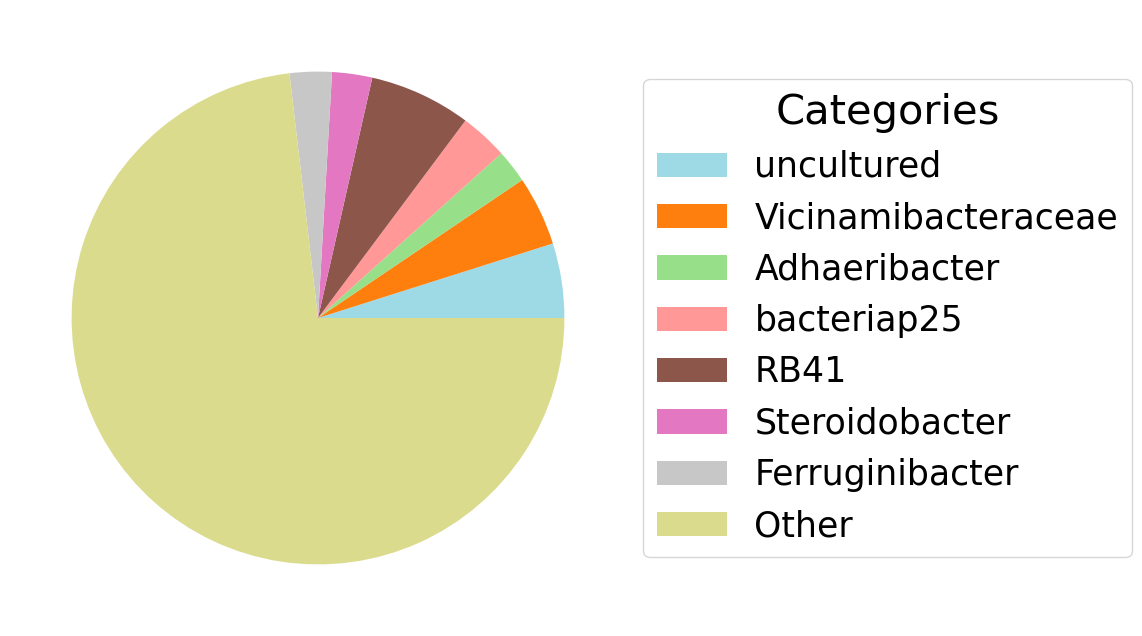 Categories
uncultured
Vicinamibacteraceae
Adhaeribacter
bacteriap25
RB41
Steroidobacter
Ferruginibacter
Other